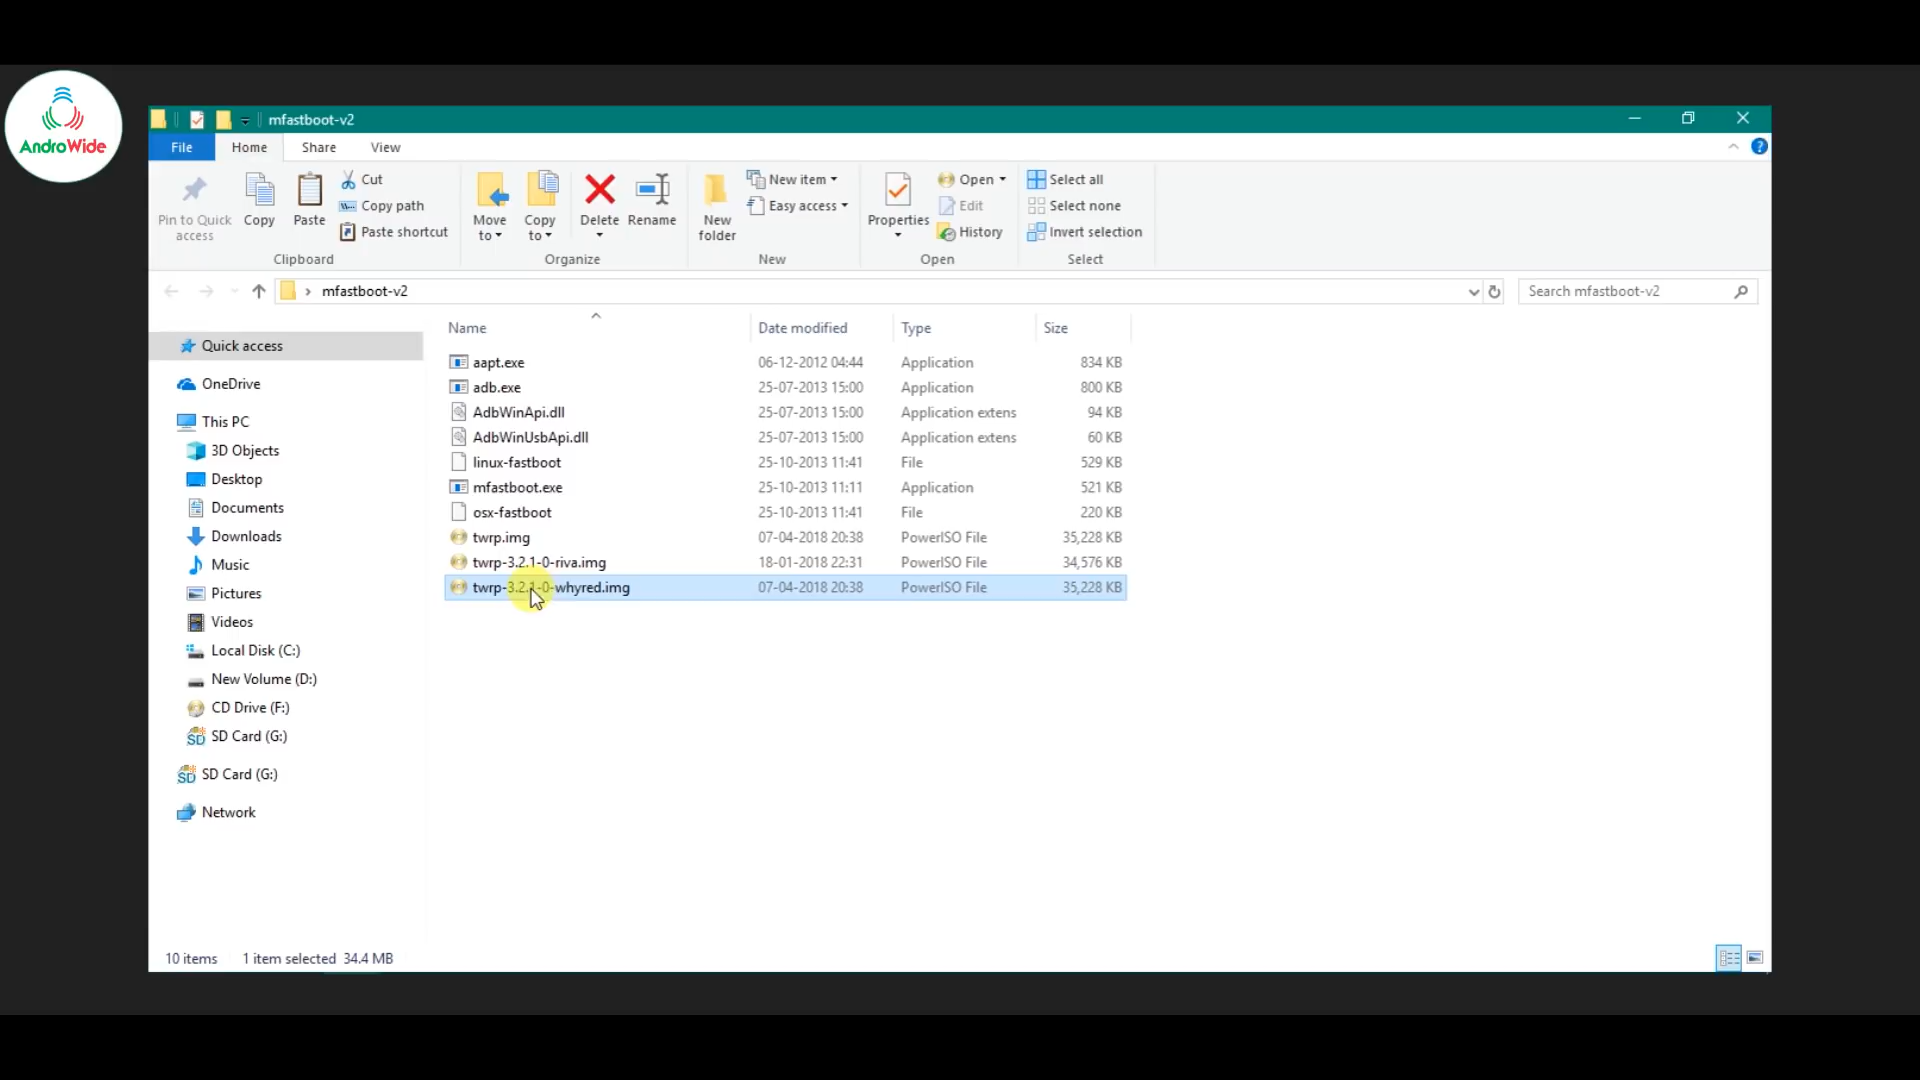 AndroWide
mfastboot-v2
File Home Share View
Pin to Quick access
Copy
Paste
Cut
Copy path
Paste shortcut
Clipboard
Move to
Copy to
Delete
Rename
Organize
New folder
New item
Easy access
New
Properties
Open
Edit
History
Open
Select all
Select none
Invert selection
Select
mfastboot-v2
Search mfastboot-v2
Quick access
OneDrive
This PC
3D Objects
Desktop
Documents
Downloads
Music
Pictures
Videos
Local Disk (C:)
New Volume (D:)
CD Drive (F:)
SD Card (G:)
SD Card (G:)
Network
Name Date modified Type Size
aapt.exe 06-12-2012 04:44 Application 834 KB
adb.exe 25-07-2013 15:00 Application 800 KB
AdbWinApi.dll 25-07-2013 15:00 Application extens 94 KB
AdbWinUsbApi.dll 25-07-2013 15:00 Application extens 60 KB
linux-fastboot 25-10-2013 11:41 File 529 KB
mfastboot.exe 25-10-2013 11:11 Application 521 KB
osx-fastboot 25-10-2013 11:41 File 220 KB
twrp.img 07-04-2018 20:38 PowerISO File 35,228 KB
twrp-3.2.1-0-riva.img 18-01-2018 22:31 PowerISO File 34,576 KB
twrp-3.2.1-0-whyred.img 07-04-2018 20:38 PowerISO File 35,228 KB
10 items 1 item selected 34.4 MB